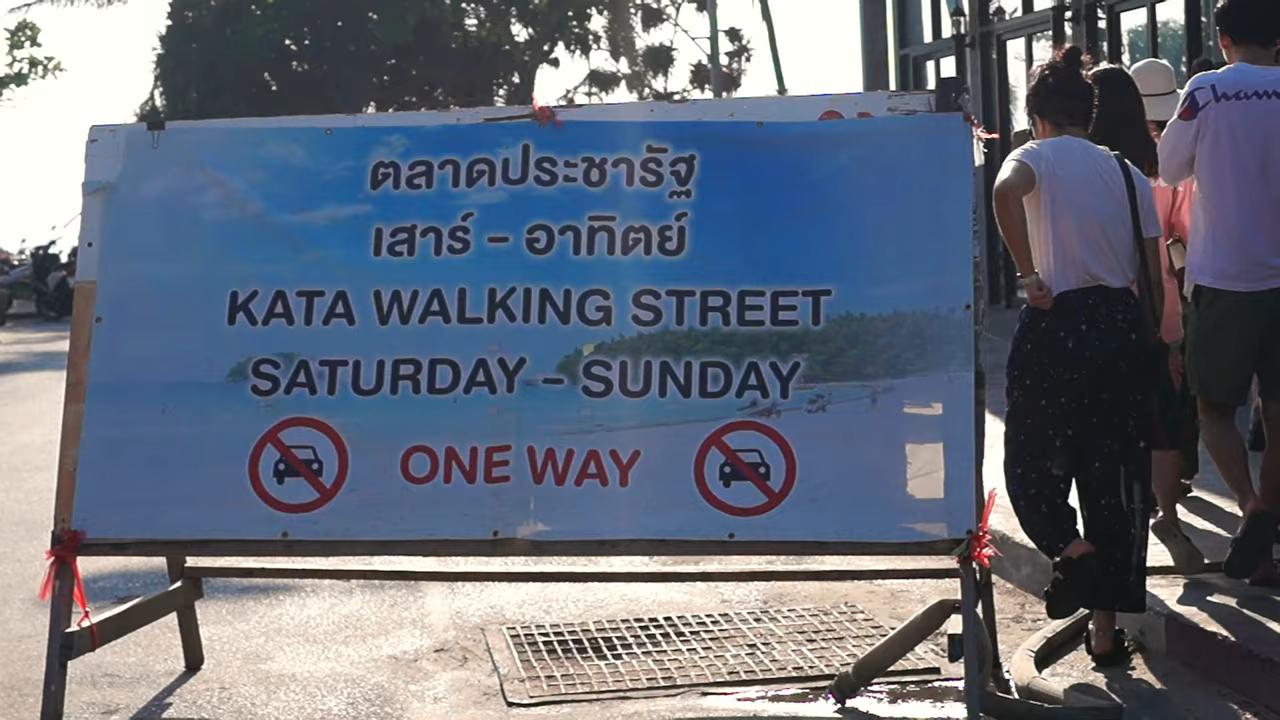 ตลาดประชารัฐ
เสาร์ - อาทิตย์
KATA WALKING STREET
SATURDAY - SUNDAY
ONE WAY